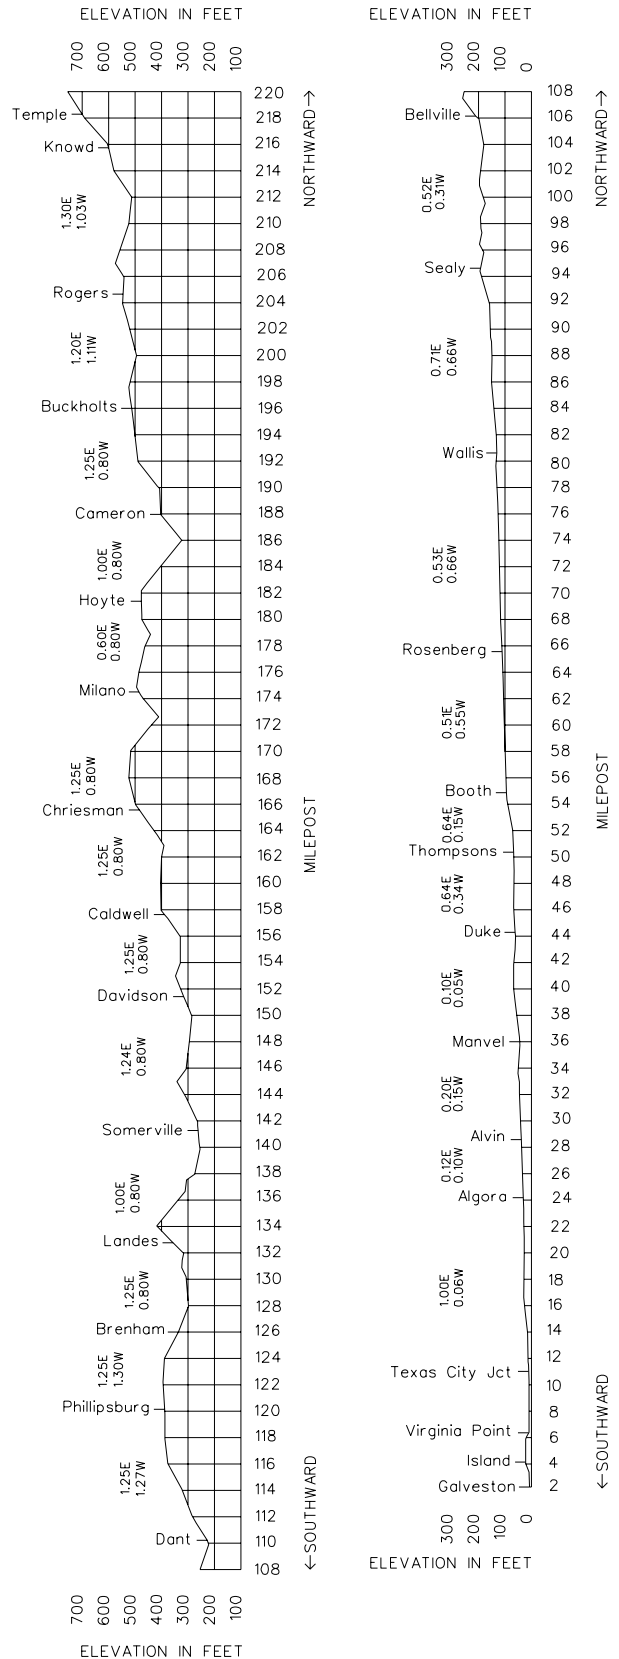 ELEVATION IN FEET
700 600 500 400 300 200 100
220
Temple 218
Knowd 216
214
1.30E 212
1.03W 210
208
206
Rogers 204
202
1.20E 200
1.11W
198
Buckholts 196
194
1.25E 192
0.80W
190
Cameron 188
186
1.00E 184
0.80W
182
Hoyte 180
0.60E 178
0.80W
176
Milano 174
172
170
1.25E 168
0.80W
166
Chriesman 164
1.25E 162
0.80W
160
158
Caldwell 156
1.25E 154
0.80W
152
Davidson 150
1.24E 148
0.80W
146
144
142
Somerville 140
138
1.00E 136
0.80W
134
Landes 132
1.25E 130
0.80W
128
Brenham 126
124
1.25E 122
1.30W
Phillipsburg 120
118
1.25E 116
1.27W
114
112
Dant 110
108
NORTHWARD→
MILEPOST
←SOUTHWARD
700 600 500 400 300 200 100
ELEVATION IN FEET
ELEVATION IN FEET
300 200 100 0
108
Bellville 106
104
102
0.52E 100
0.31W
98
96
Sealy 94
92
90
0.71E 88
0.66W
86
84
82
Wallis 80
78
76
74
0.53E 72
0.66W
70
68
Rosenberg 66
64
62
0.51E 60
0.55W
58
56
Booth 54
0.64E 52
0.15W
Thompsons 50
0.64E 48
0.34W
46
Duke 44
42
0.10E 40
0.05W
38
Manvel 36
34
0.20E 32
0.15W
30
Alvin 28
0.12E 26
0.10W
Algora 24
22
20
1.00E 18
0.06W
16
14
12
Texas City Jct 10
8
Virginia Point 6
Island 4
Galveston 2
NORTHWARD→
MILEPOST
←SOUTHWARD
300 200 100 0
ELEVATION IN FEET